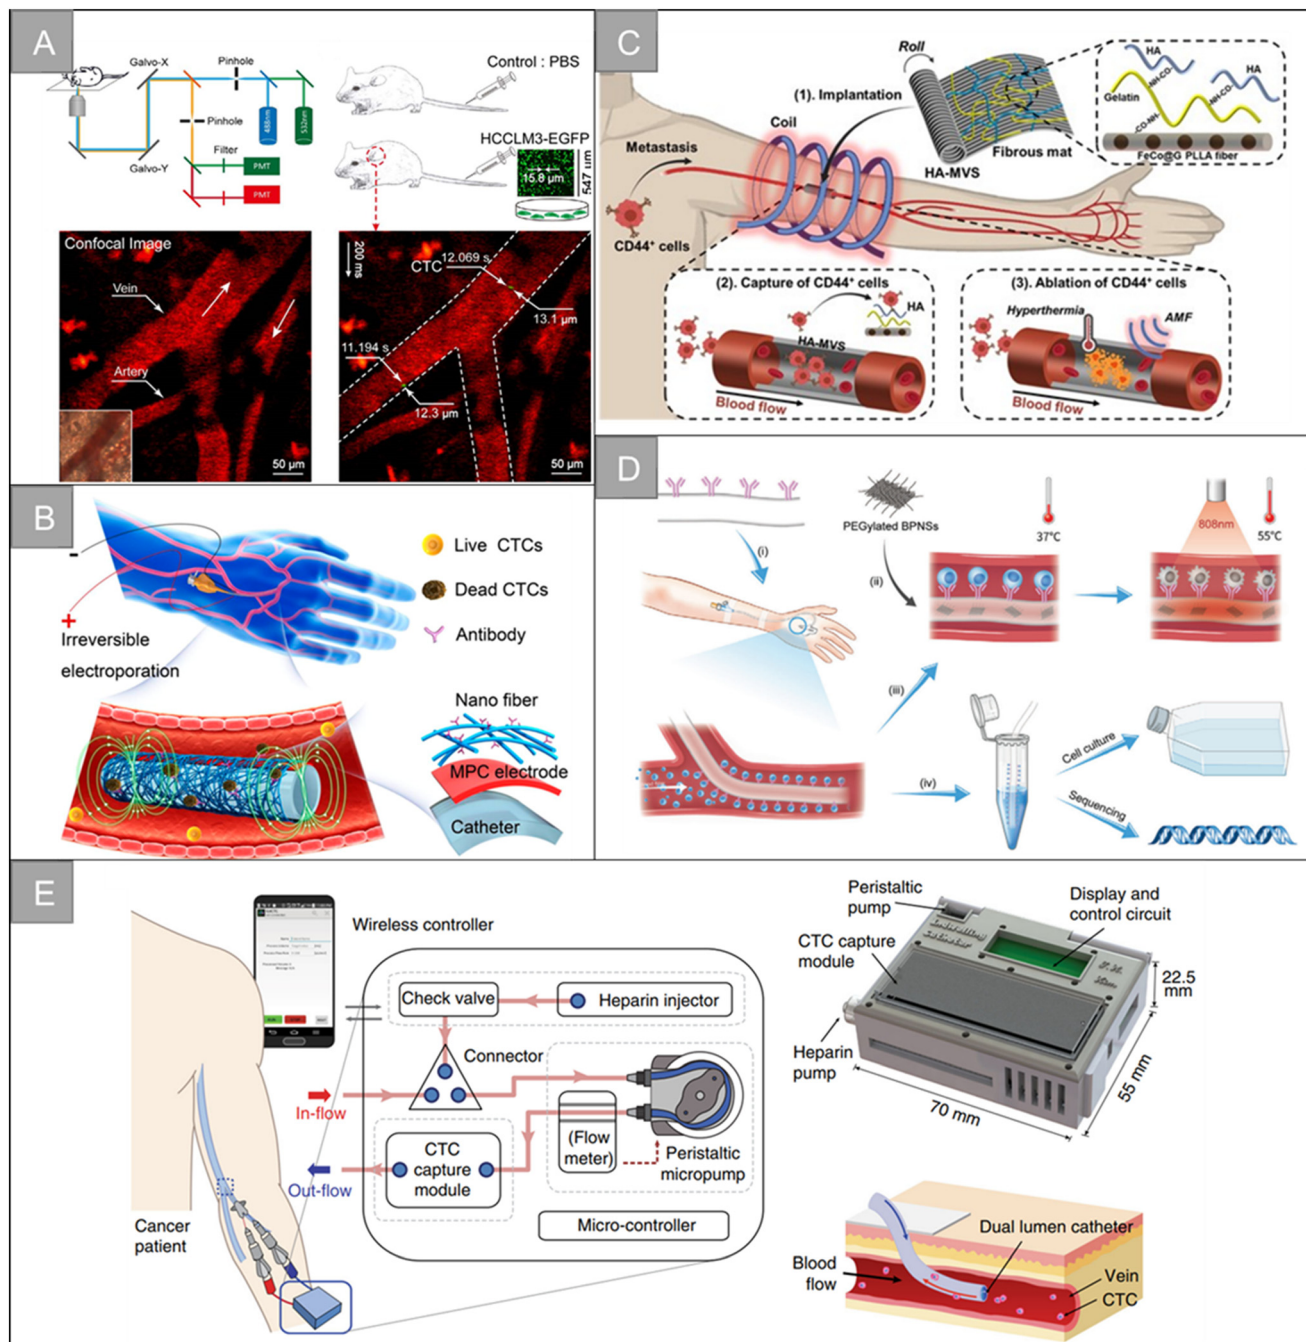 A
Galvo-X
Pinhole
488nm
532nm
Pinhole
Galvo-Y
Filter
PMT
PMT
Control : PBS
HCCLM3-EGFP
15.8 µm
547 µm
Confocal Image
Vein
Artery
50 µm
200 ms
12.069 s
CTC
13.1 µm
11.194 s
12.3 µm
50 µm
B
-
+
Irreversible
electroporation
Live CTCs
Dead CTCs
Antibody
Nano fiber
MPC electrode
Catheter
C
Roll
(1). Implantation
Coil
Metastasis
CD44⁺ cells
Fibrous mat
HA-MVS
HA
-NH-CO-
HA
Gelatin
-NH-CO-
-CO-NH-
FeCo@G PLLA fiber
(2). Capture of CD44⁺ cells
HA
HA-MVS
Blood flow
(3). Ablation of CD44⁺ cells
Hyperthermia
AMF
Blood flow
D
PEGylated BPNSs
(i)
(ii)
37°C
808nm
55°C
(iii)
(iv)
Cell culture
Sequencing
E
Wireless controller
Check valve
Heparin injector
Connector
In-flow
Out-flow
CTC
capture
module
(Flow
meter)
Peristaltic
micropump
Micro-controller
Cancer
patient
Peristaltic
pump
CTC capture
module
Display and
control circuit
22.5
mm
Heparin
pump
70 mm
55 mm
Dual lumen catheter
Blood
flow
Vein
CTC